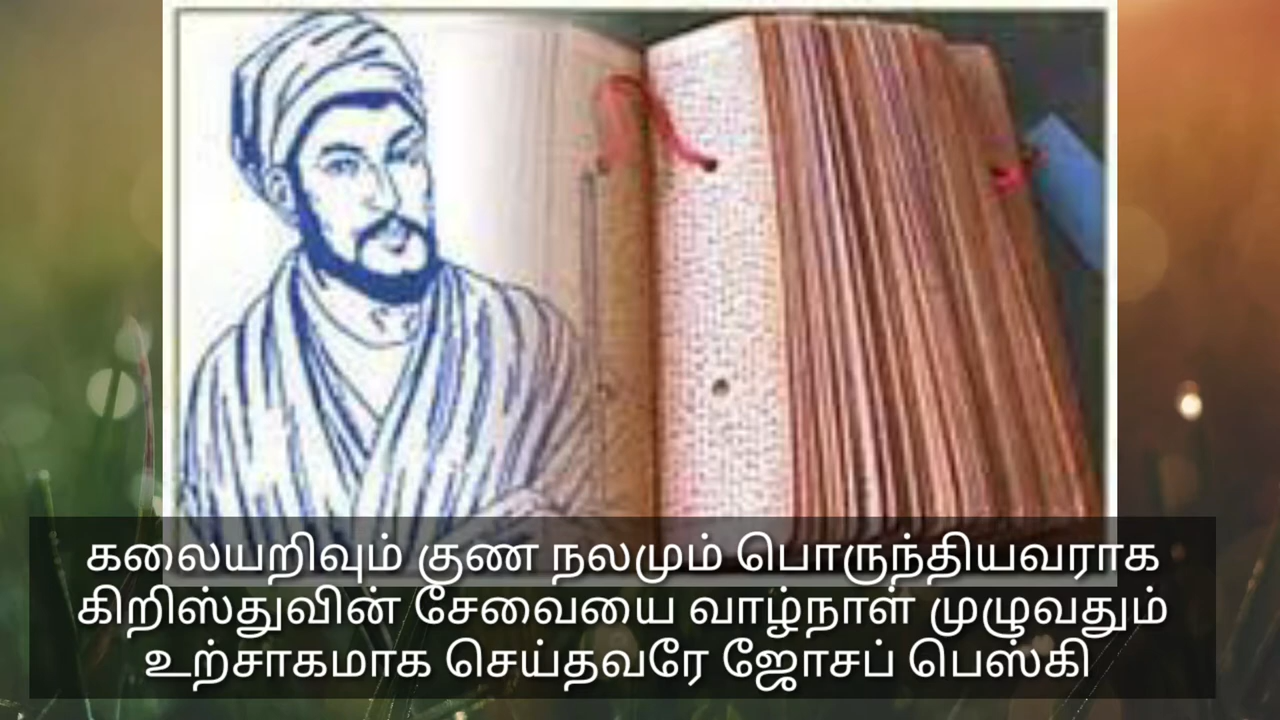 கலையறிவும் குண நலமும் பொருந்தியவராக
கிறிஸ்துவின் சேவையை வாழ்நாள் முழுவதும்
உற்சாகமாக செய்தவரே ஜோசப் பெஸ்கி